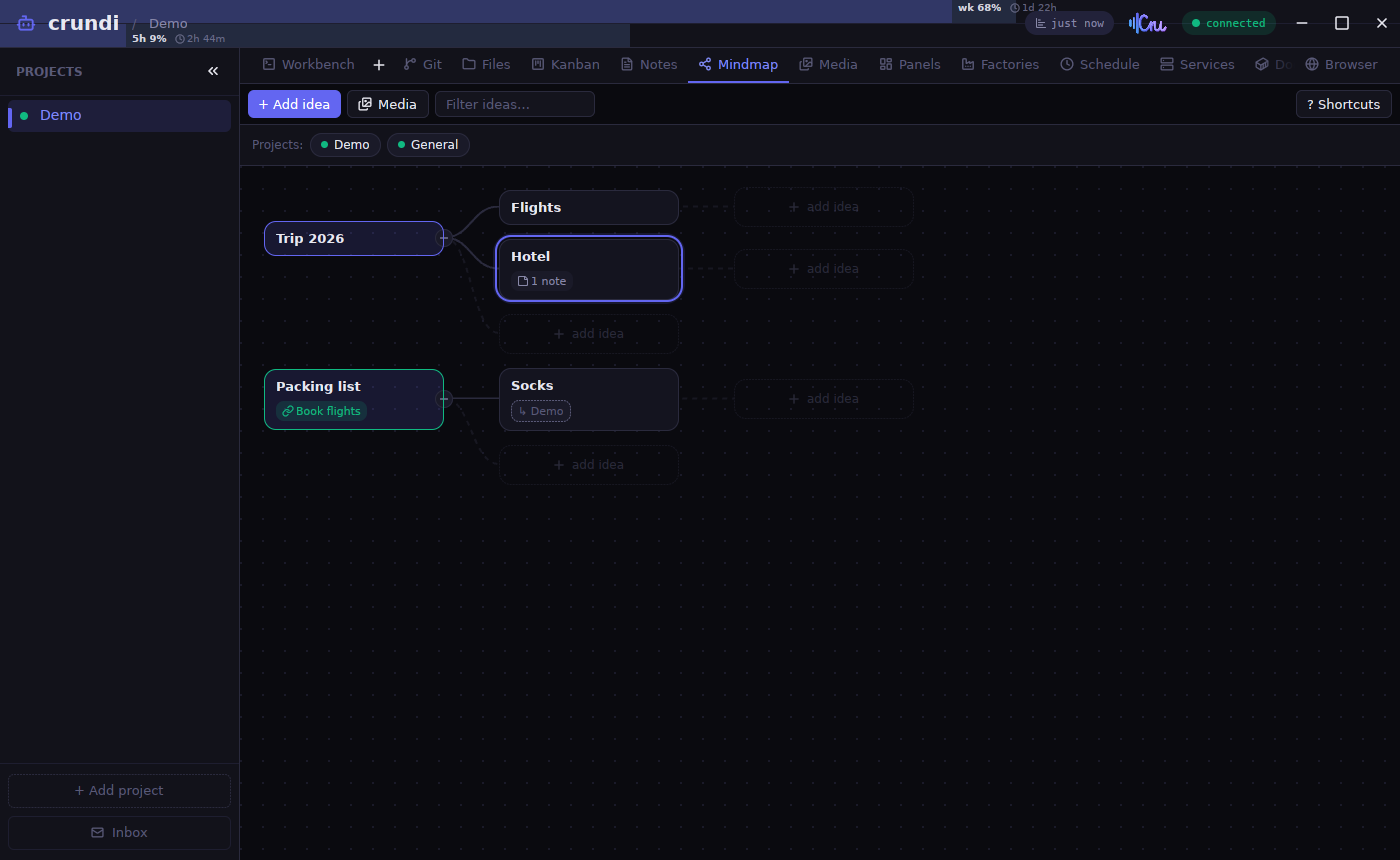 crundi / Demo
wk 68% 1d 22h
5h 9% 2h 44m
just now
connected
PROJECTS
Workbench Git Files Kanban Notes Mindmap Media Panels Factories Schedule Services Do Browser
+ Add idea Media Filter ideas... ? Shortcuts
Demo
Projects: Demo General
Flights + add idea
Trip 2026
Hotel + add idea
1 note
+ add idea
Packing list Socks + add idea
Book flights ↳ Demo
+ add idea
+ Add project
Inbox